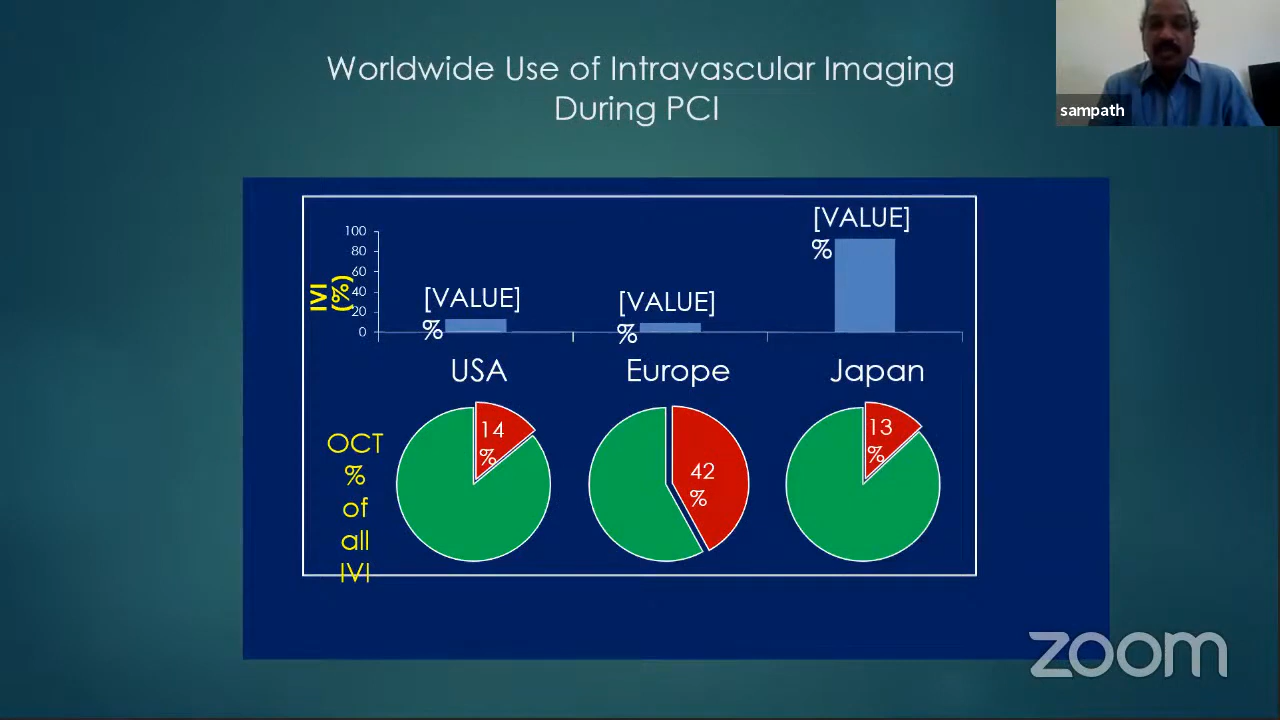 Worldwide Use of Intravascular Imaging
During PCI
sampath
IVI
(%)
100
80
60
40
20
0
[VALUE]
%
[VALUE]
%
[VALUE]
%
USA
Europe
Japan
OCT
%
of
all
IVI
14
%
42
%
13
%
zoom